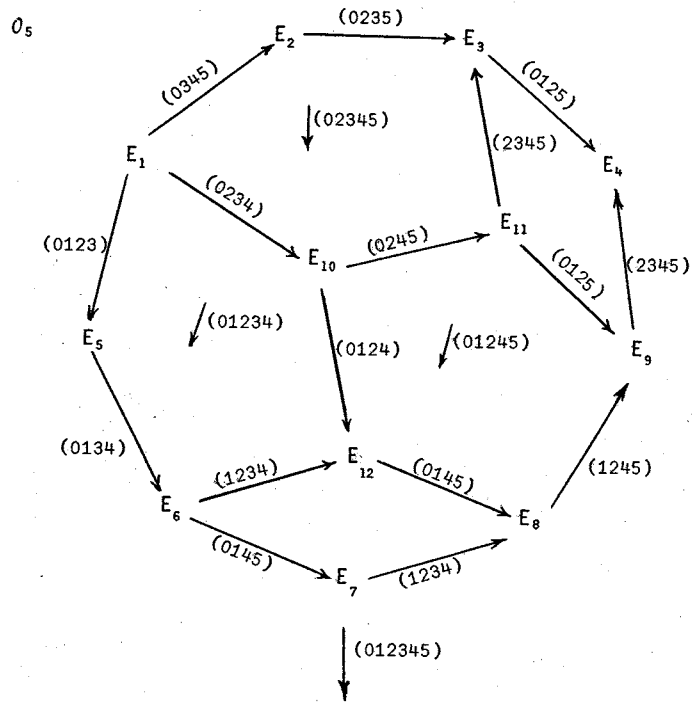 O₅
E₂ (0235) E₃
(0345) (0125)
(02345)
E₁ (2345) E₄
(0234) E₁₁
(0123) E₁₀ (0245) (0125) (2345)
(01234) (01245)
E₅ (0124) E₉
(0134) E₁₂
(1234) (0145) (1245)
E₆ E₈
(0145) E₇ (1234)
(012345)